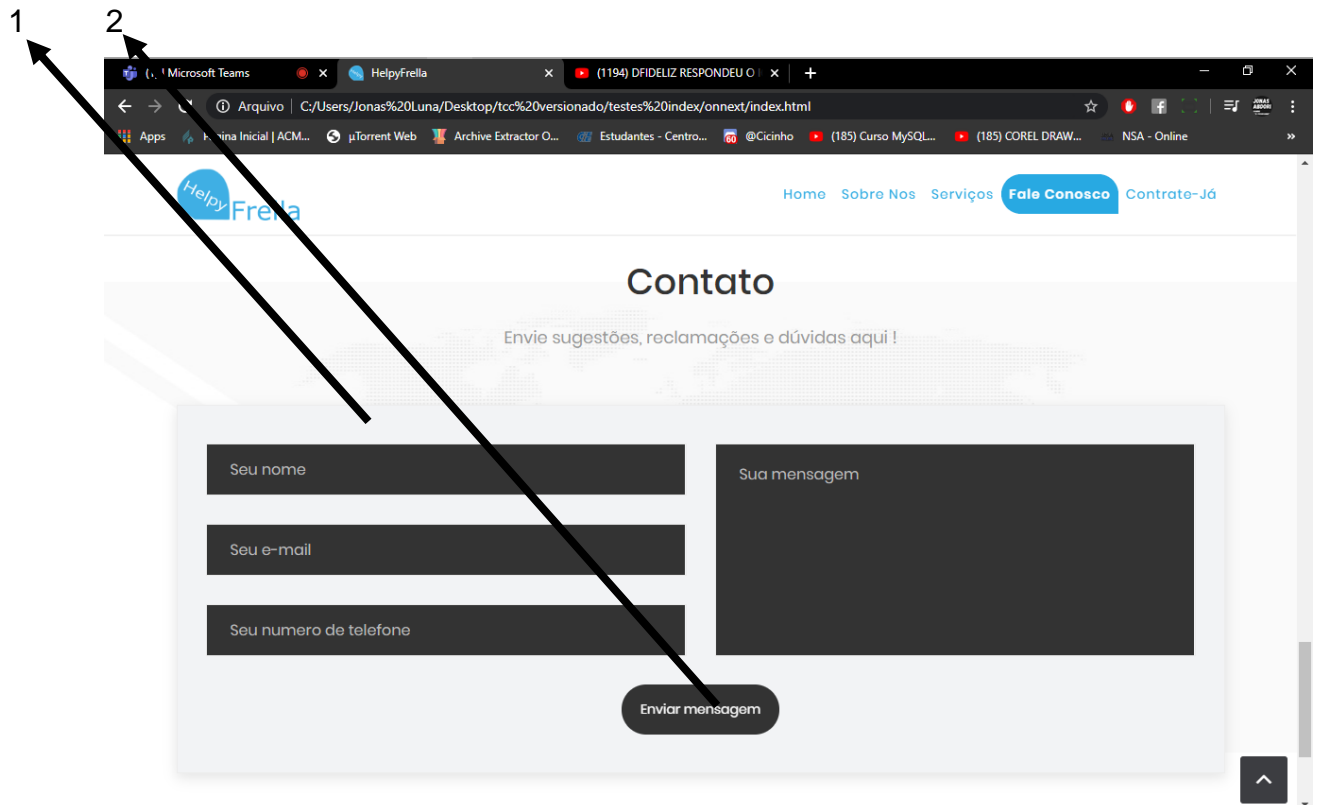 1 2
Microsoft Teams HelpyFrella (1194) DFIDELIZ RESPONDEU O
Arquivo | C:/Users/Jonas%20Luna/Desktop/tcc%20versionado/testes%20index/onnext/index.html
Apps Inicial | ACM... µTorrent Web Archive Extractor O... Estudantes - Centro... @Cicinho (185) Curso MySQL... (185) COREL DRAW... NSA - Online »
Helpy Frella
Home Sobre Nos Serviços Fale Conosco Contrate-Já
Contato
Envie sugestões, reclamações e dúvidas aqui !
Seu nome
Sua mensagem
Seu e-mail
Seu numero de telefone
Enviar mensagem